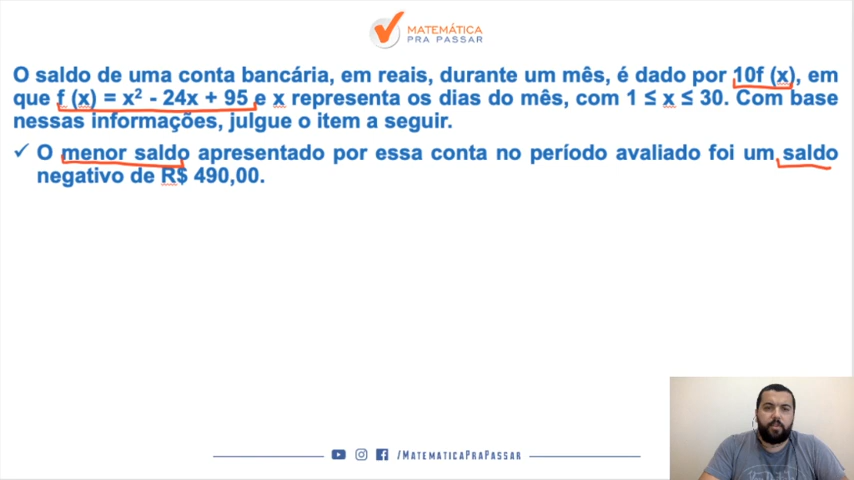 MATEMÁTICA
PRA PASSAR
O saldo de uma conta bancária, em reais, durante um mês, é dado por 10f (x), em
que f (x) = x² - 24x + 95 e x representa os dias do mês, com 1 ≤ x ≤ 30. Com base
nessas informações, julgue o item a seguir.
✓ O menor saldo apresentado por essa conta no período avaliado foi um saldo
negativo de R$ 490,00.
/MATEMATICAPRAPASSAR